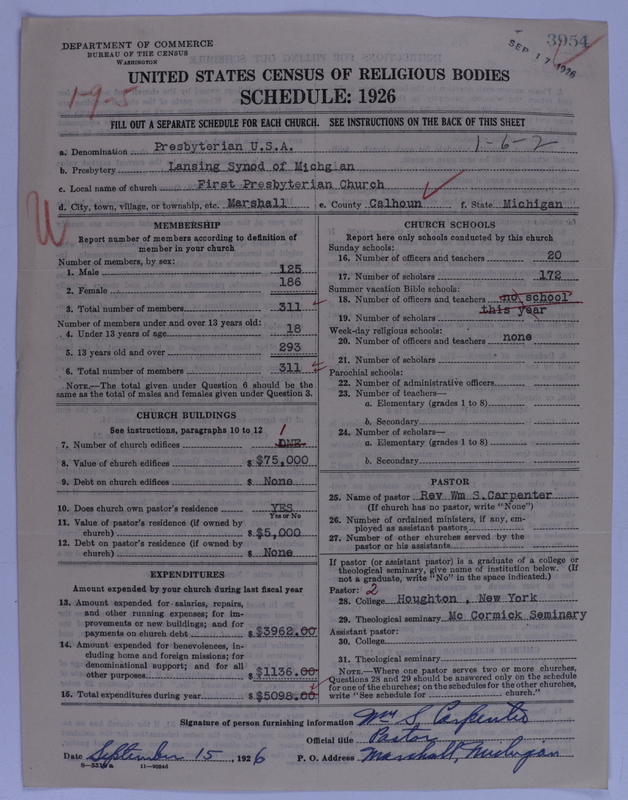 3954
SEP 17 1926
DEPARTMENT OF COMMERCE
BUREAU OF THE CENSUS
WASHINGTON
UNITED STATES CENSUS OF RELIGIOUS BODIES
SCHEDULE: 1926
1-9-5
FILL OUT A SEPARATE SCHEDULE FOR EACH CHURCH. SEE INSTRUCTIONS ON THE BACK OF THIS SHEET
1-6-2
a. Denomination Presbyterian U.S.A.
b. Presbytery Lansing Synod of Michgian
c. Local name of church First Presbyterian Church
d. City, town, village, or township, etc. Marshall e. County Calhoun f. State Michigan
W
MEMBERSHIP
Report number of members according to definition of
member in your church
Number of members, by sex:
1. Male 125
2. Female 186
3. Total number of members 311
Number of members under and over 13 years old:
4. Under 13 years of age 18
5. 13 years old and over 293
6. Total number of members 311
NOTE.—The total given under Question 6 should be the
same as the total of males and females given under Question 3.
CHURCH BUILDINGS
See instructions, paragraphs 10 to 12
7. Number of church edifices ONE 1
8. Value of church edifices $ $75,000
9. Debt on church edifices $ None
10. Does church own pastor's residence YES
Yes or No
11. Value of pastor's residence (if owned by
church) $ $5,000
12. Debt on pastor's residence (if owned by
church) $ None
EXPENDITURES
Amount expended by your church during last fiscal year
13. Amount expended for salaries, repairs,
and other running expenses; for im-
provements or new buildings; and for
payments on church debt $ $3962.00
14. Amount expended for benevolences, in-
cluding home and foreign missions; for
denominational support; and for all
other purposes $ $1136.00
15. Total expenditures during year $ $5098.00
CHURCH SCHOOLS
Report here only schools conducted by this church
Sunday schools:
16. Number of officers and teachers 20
17. Number of scholars 172
Summer vacation Bible schools:
18. Number of officers and teachers no school
19. Number of scholars this year
Week-day religious schools:
20. Number of officers and teachers none
21. Number of scholars
Parochial schools:
22. Number of administrative officers
23. Number of teachers—
a. Elementary (grades 1 to 8)
b. Secondary
24. Number of scholars—
a. Elementary (grades 1 to 8)
b. Secondary
PASTOR
25. Name of pastor Rev Wm S.Carpenter
(If church has no pastor, write "None")
26. Number of ordained ministers, if any, em-
ployed as assistant pastors
27. Number of other churches served by the
pastor or his assistants
If pastor (or assistant pastor) is a graduate of a college or
theological seminary, give name of institution below. (If
not a graduate, write "No" in the space indicated.)
Pastor: 2
28. College Houghton , New York
29. Theological seminary Mc Cormick Seminary
Assistant pastor:
30. College
31. Theological seminary
NOTE.—Where one pastor serves two or more churches,
Questions 28 and 29 should be answered only on the schedule
for one of the churches; on the schedules for the other churches,
write "See schedule for church."
Signature of person furnishing information Wm S. Carpenter
Official title Pastor
Date September 15, 1926 P. O. Address Marshall, Michigan